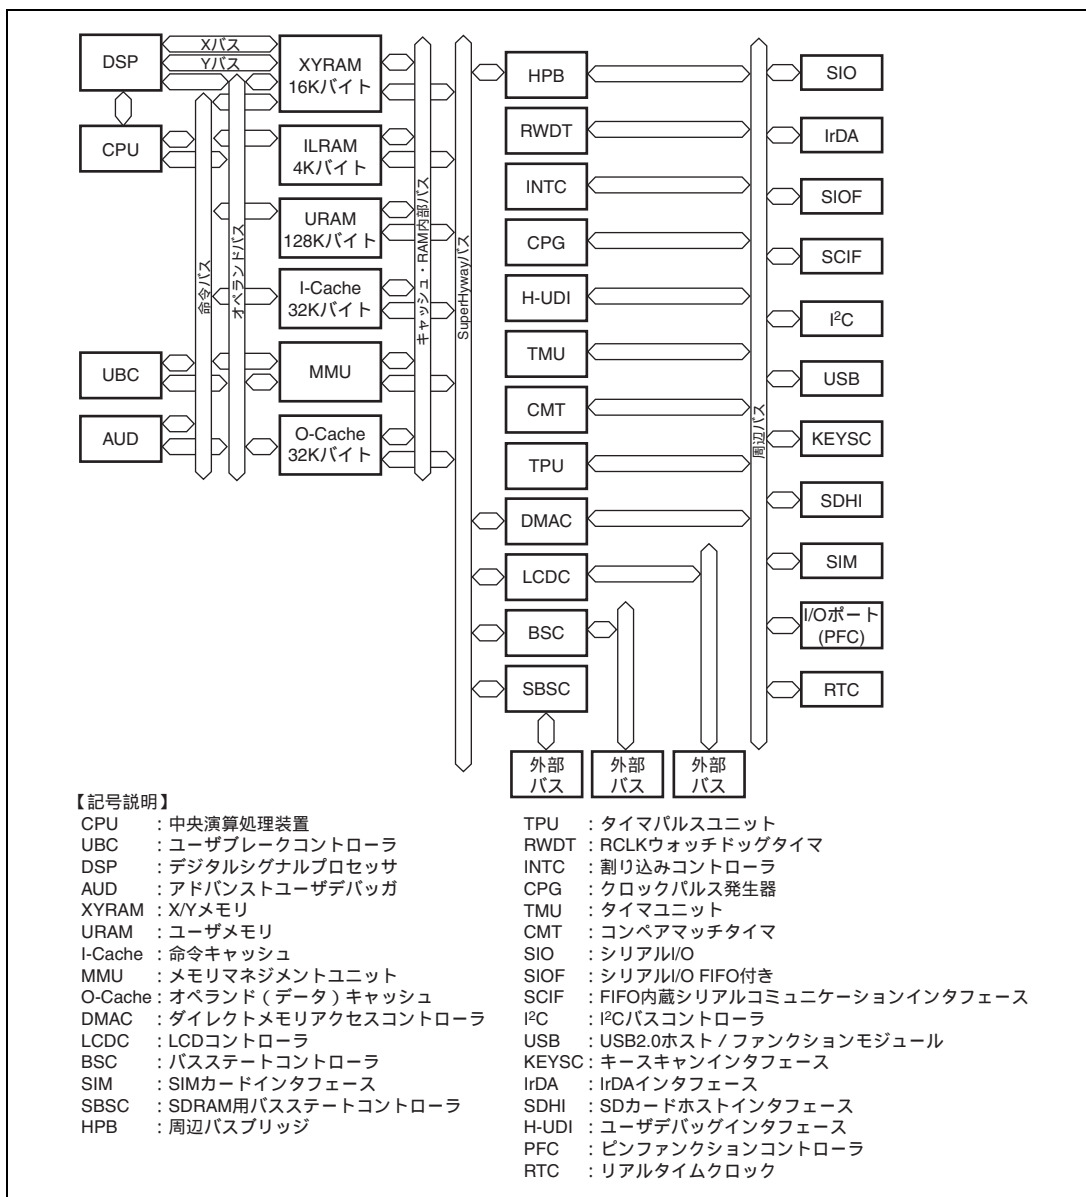 DSP
Xバス
Yバス
CPU
UBC
AUD
命令バス
オペランドバス
XYRAM
16Kバイト
ILRAM
4Kバイト
URAM
128Kバイト
I-Cache
32Kバイト
MMU
O-Cache
32Kバイト
キャッシュ・RAM内部バス
SuperHywayバス
HPB
RWDT
INTC
CPG
H-UDI
TMU
CMT
TPU
DMAC
LCDC
BSC
SBSC
外部
バス
外部
バス
外部
バス
周辺バス
SIO
IrDA
SIOF
SCIF
I²C
USB
KEYSC
SDHI
SIM
I/Oポート
(PFC)
RTC
【記号説明】
CPU : 中央演算処理装置
UBC : ユーザブレークコントローラ
DSP : デジタルシグナルプロセッサ
AUD : アドバンストユーザデバッガ
XYRAM : X/Yメモリ
URAM : ユーザメモリ
I-Cache : 命令キャッシュ
MMU : メモリマネジメントユニット
O-Cache : オペランド（データ）キャッシュ
DMAC : ダイレクトメモリアクセスコントローラ
LCDC : LCDコントローラ
BSC : バスステートコントローラ
SIM : SIMカードインタフェース
SBSC : SDRAM用バスステートコントローラ
HPB : 周辺バスブリッジ
TPU : タイマパルスユニット
RWDT : RCLKウォッチドッグタイマ
INTC : 割り込みコントローラ
CPG : クロックパルス発生器
TMU : タイマユニット
CMT : コンペアマッチタイマ
SIO : シリアルI/O
SIOF : シリアルI/O FIFO付き
SCIF : FIFO内蔵シリアルコミュニケーションインタフェース
I²C : I²Cバスコントローラ
USB : USB2.0ホスト / ファンクションモジュール
KEYSC : キースキャンインタフェース
IrDA : IrDAインタフェース
SDHI : SDカードホストインタフェース
H-UDI : ユーザデバッグインタフェース
PFC : ピンファンクションコントローラ
RTC : リアルタイムクロック